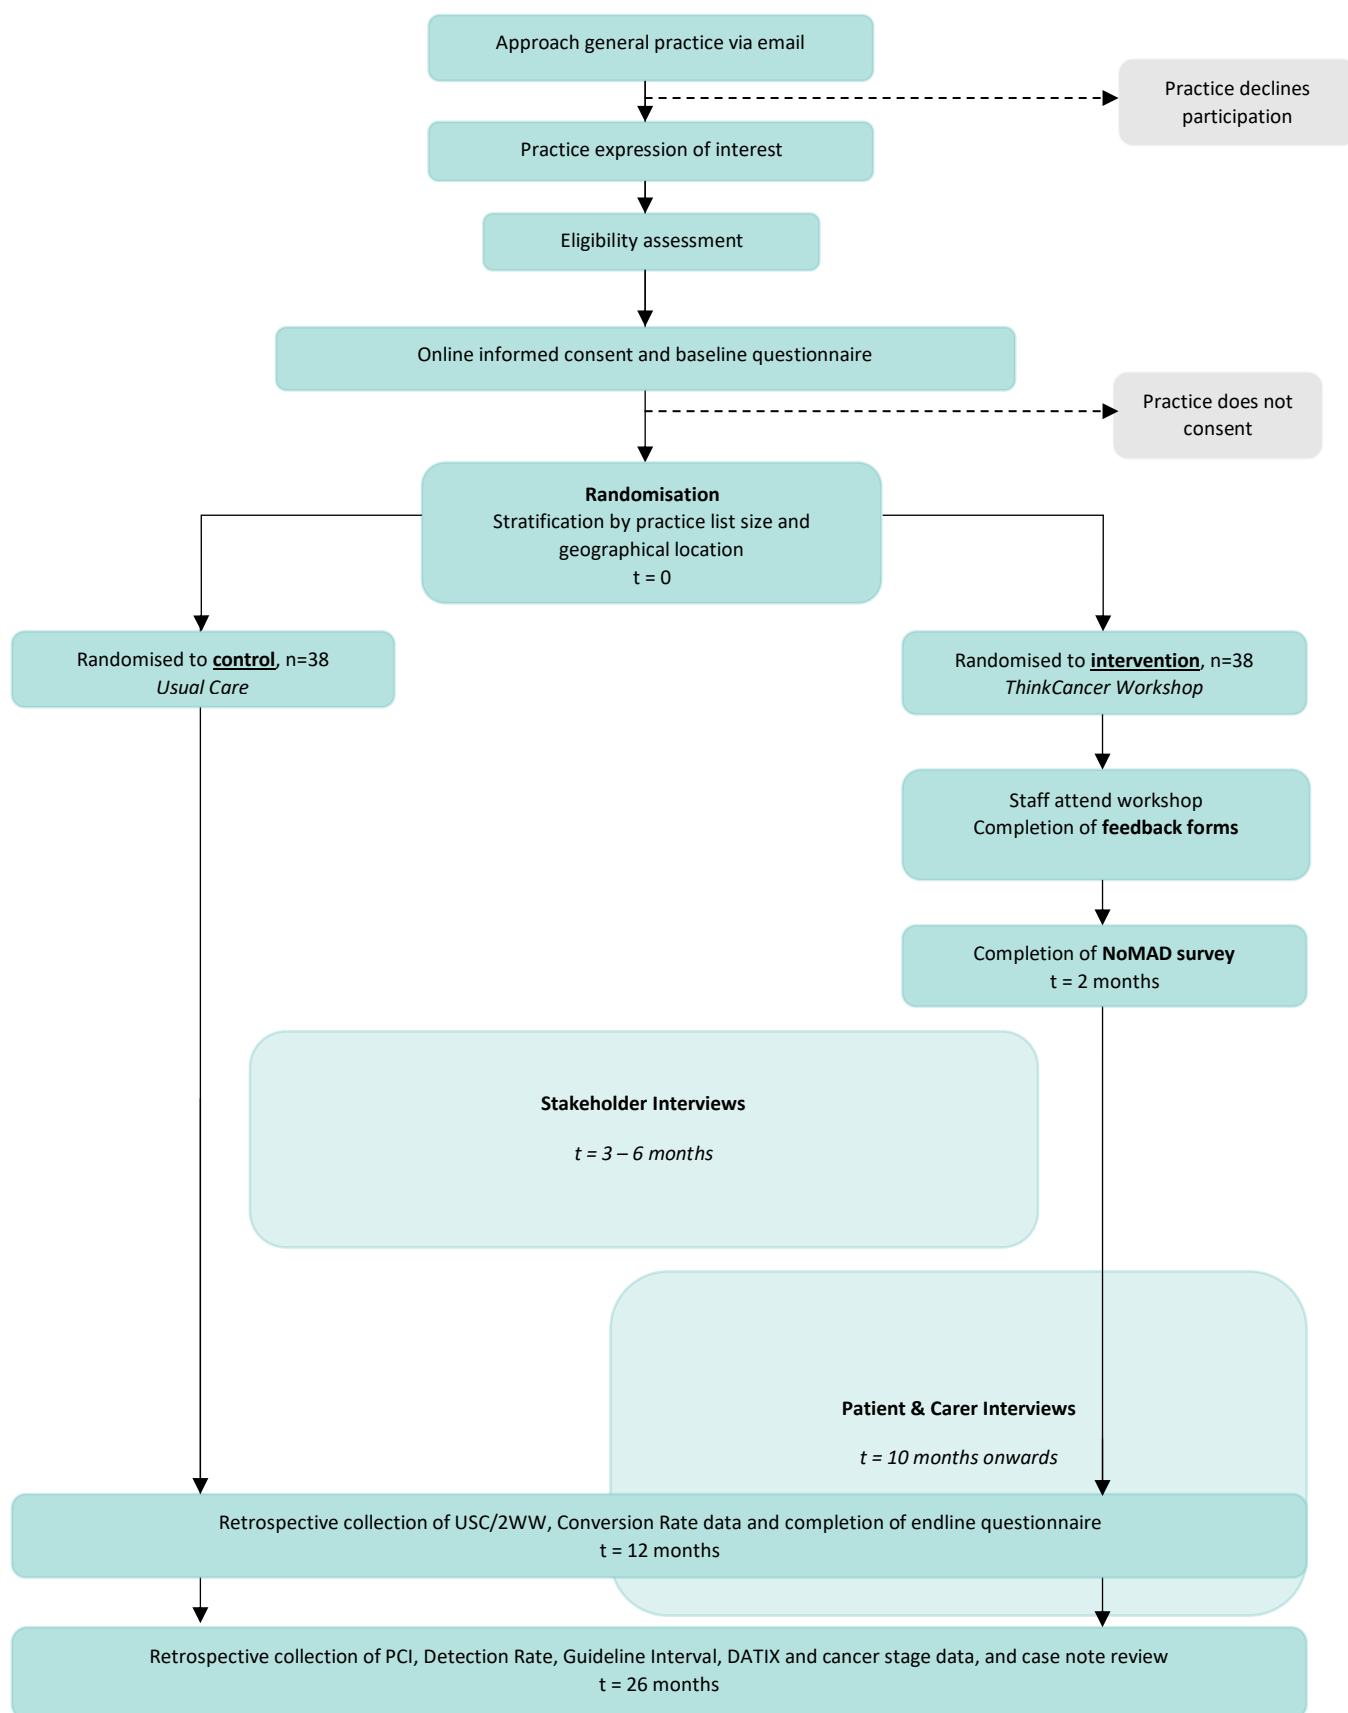 Approach general practice via email
Practice declines
participation
Practice expression of interest
Eligibility assessment
Online informed consent and baseline questionnaire
Practice does not
consent
Randomisation
Stratification by practice list size and
geographical location
t = 0
Randomised to control, n=38
Usual Care
Randomised to intervention, n=38
ThinkCancer Workshop
Staff attend workshop
Completion of feedback forms
Completion of NoMAD survey
t = 2 months
Stakeholder Interviews
t = 3 – 6 months
Patient & Carer Interviews
t = 10 months onwards
Retrospective collection of USC/2WW, Conversion Rate data and completion of endline questionnaire
t = 12 months
Retrospective collection of PCI, Detection Rate, Guideline Interval, DATIX and cancer stage data, and case note review
t = 26 months